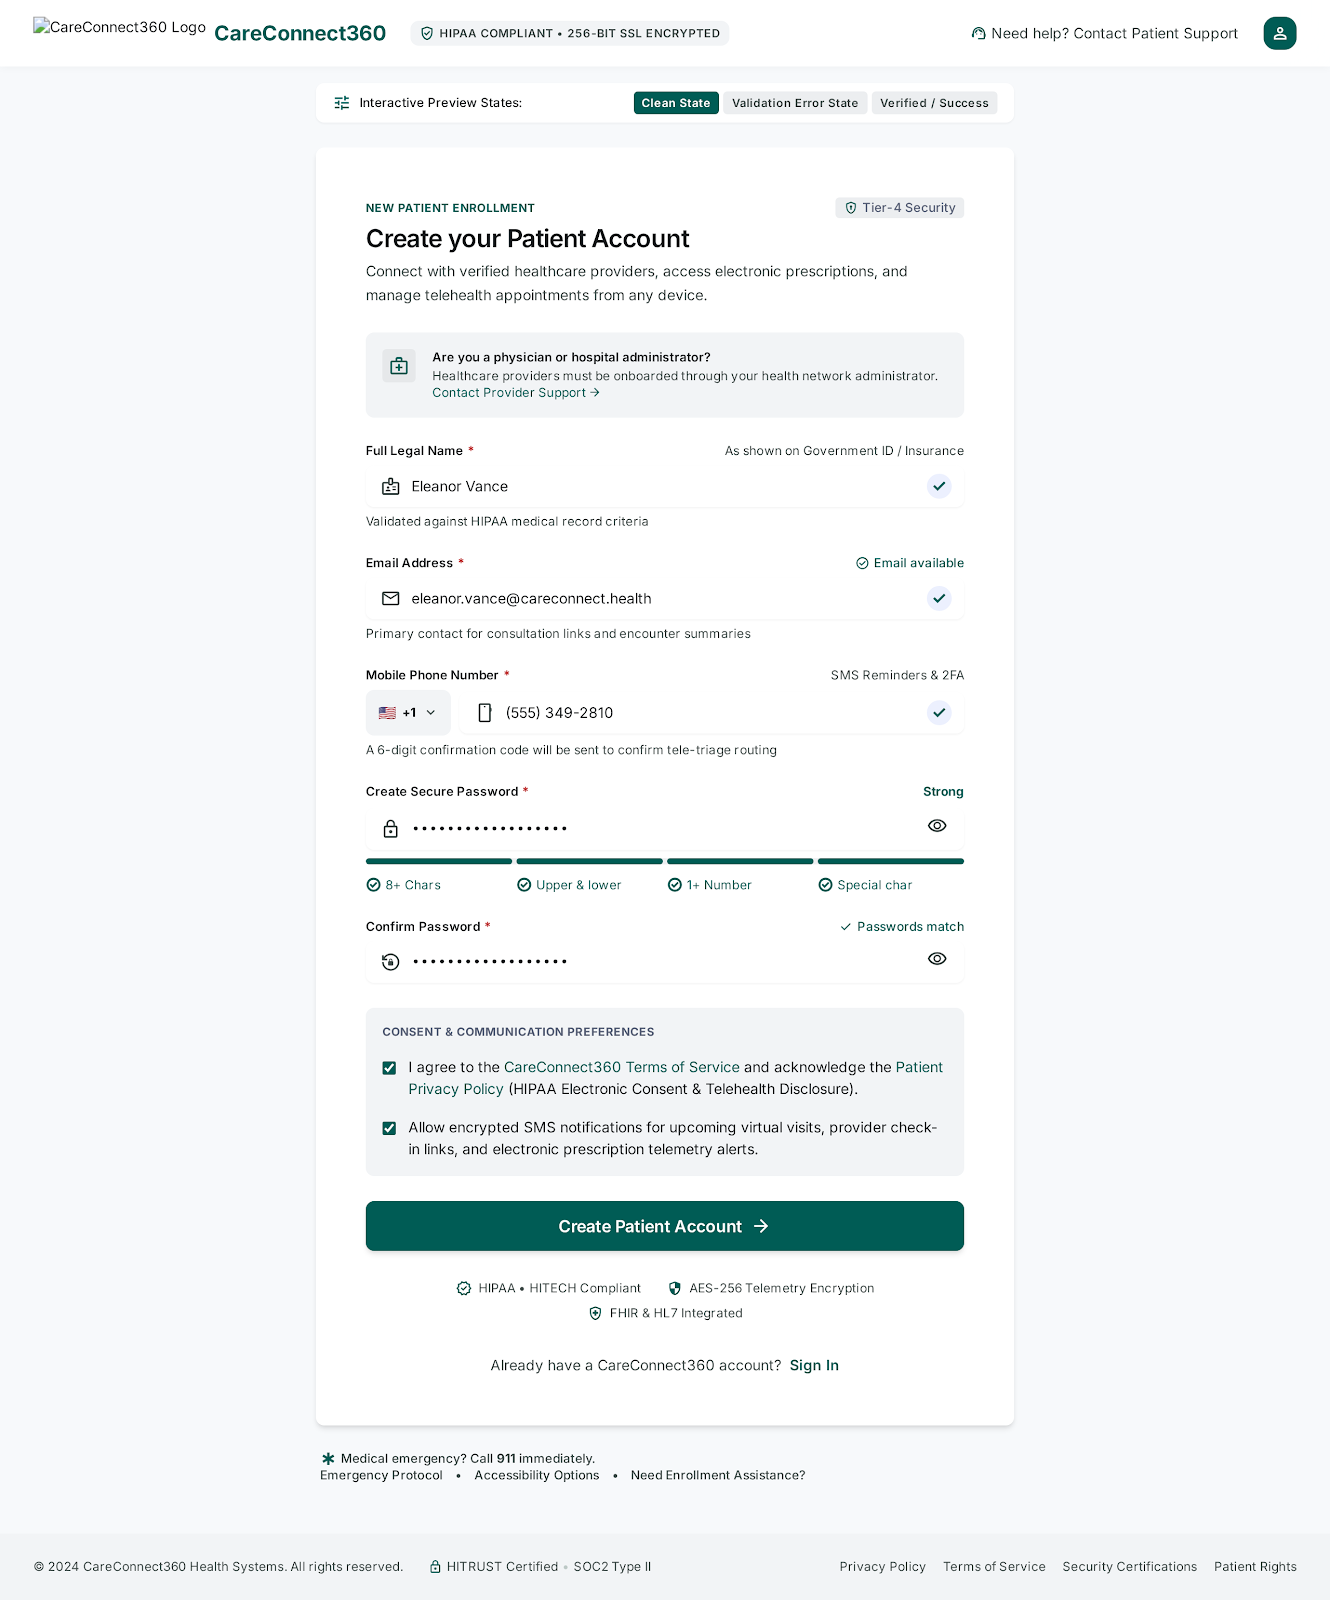 CareConnect360 Logo CareConnect360 HIPAA COMPLIANT • 256-BIT SSL ENCRYPTED Need help? Contact Patient Support
Interactive Preview States: Clean State Validation Error State Verified / Success
NEW PATIENT ENROLLMENT Tier-4 Security
Create your Patient Account
Connect with verified healthcare providers, access electronic prescriptions, and
manage telehealth appointments from any device.
Are you a physician or hospital administrator?
Healthcare providers must be onboarded through your health network administrator.
Contact Provider Support →
Full Legal Name * As shown on Government ID / Insurance
Eleanor Vance
Validated against HIPAA medical record criteria
Email Address * Email available
eleanor.vance@careconnect.health
Primary contact for consultation links and encounter summaries
Mobile Phone Number * SMS Reminders & 2FA
🇺🇸 +1 (555) 349-2810
A 6-digit confirmation code will be sent to confirm tele-triage routing
Create Secure Password * Strong
••••••••••••••••••
8+ Chars Upper & lower 1+ Number Special char
Confirm Password * Passwords match
••••••••••••••••••
CONSENT & COMMUNICATION PREFERENCES
I agree to the CareConnect360 Terms of Service and acknowledge the Patient
Privacy Policy (HIPAA Electronic Consent & Telehealth Disclosure).
Allow encrypted SMS notifications for upcoming virtual visits, provider check-
in links, and electronic prescription telemetry alerts.
Create Patient Account →
HIPAA • HITECH Compliant AES-256 Telemetry Encryption
FHIR & HL7 Integrated
Already have a CareConnect360 account? Sign In
Medical emergency? Call 911 immediately.
Emergency Protocol • Accessibility Options • Need Enrollment Assistance?
© 2024 CareConnect360 Health Systems. All rights reserved. HITRUST Certified • SOC2 Type II Privacy Policy Terms of Service Security Certifications Patient Rights